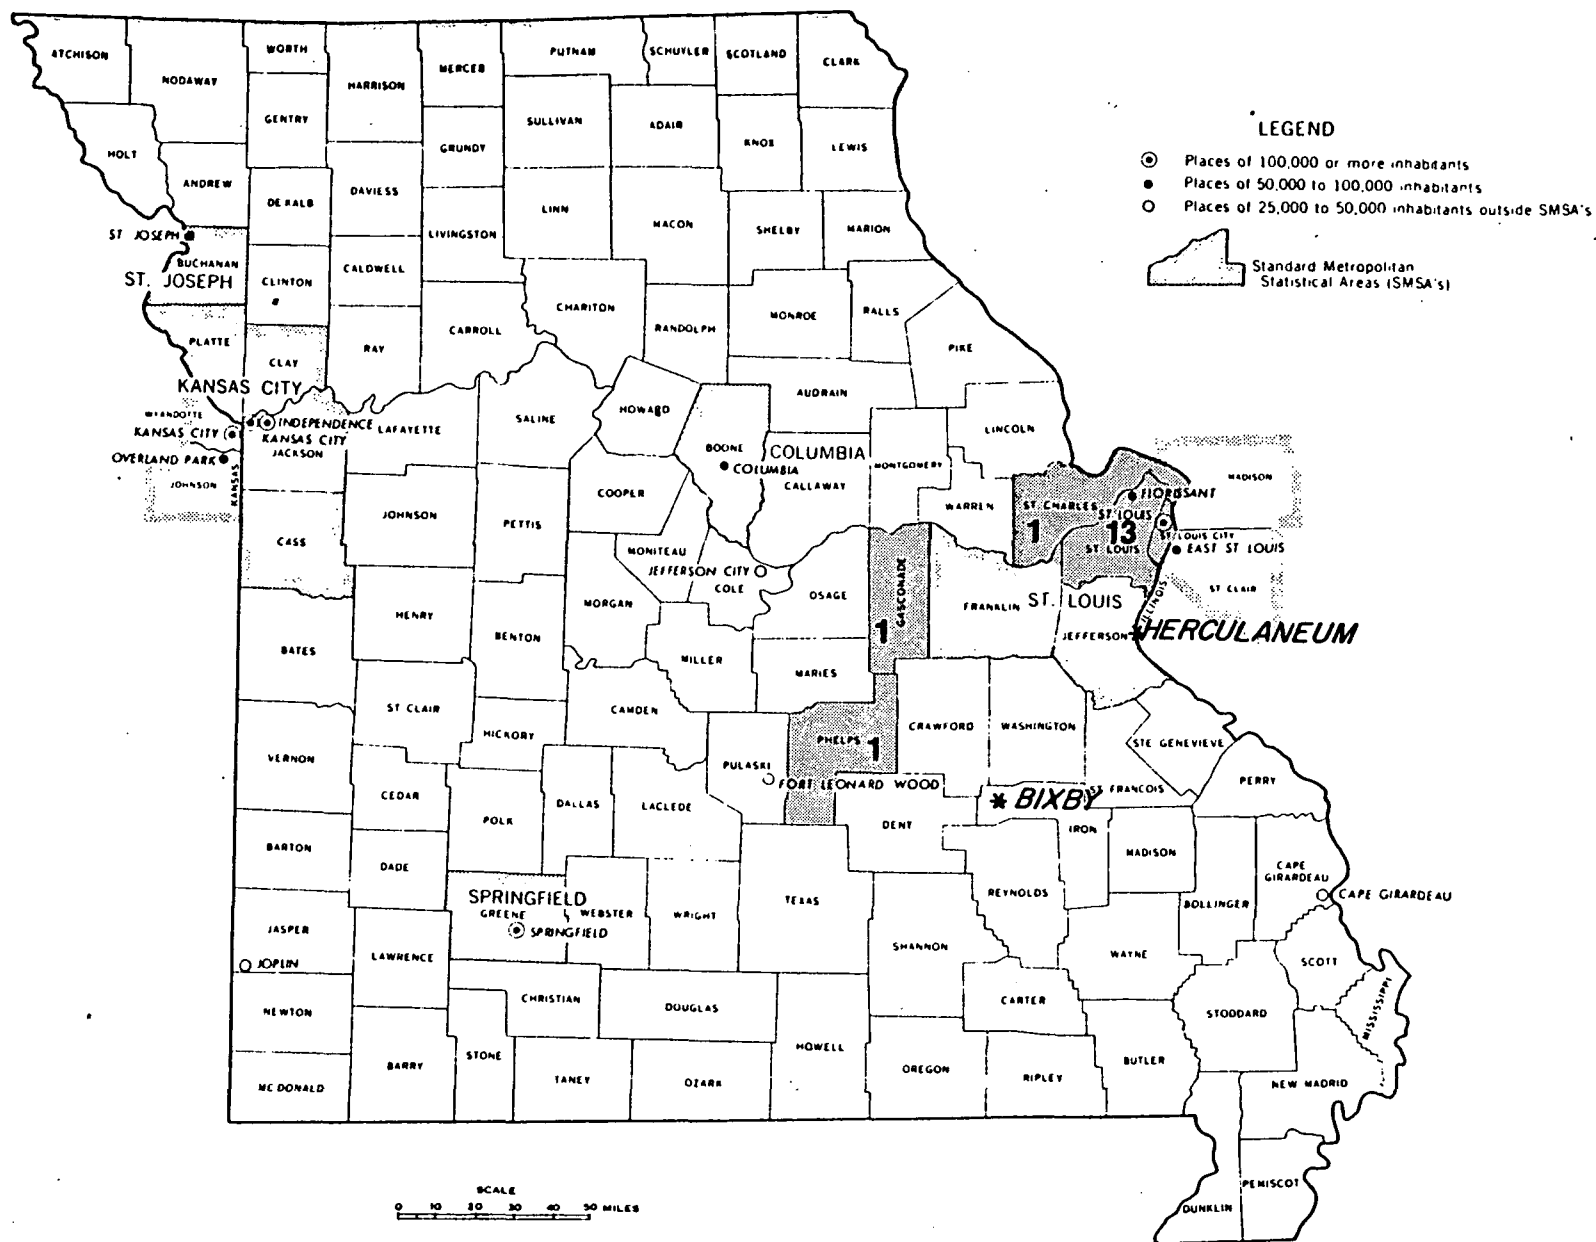 ATCHISON
NODAWAY
WORTH
HARRISON
MERCER
PUTNAM
SCHUYLER
SCOTLAND
CLARK
GENTRY
SULLIVAN
ADAIR
KNOX
LEWIS
GRUNDY
HOLT
ANDREW
DE KALB
DAVIESS
LINN
MACON
SHELBY
MARION
LIVINGSTON
LEGEND
Places of 100,000 or more inhabitants
Places of 50,000 to 100,000 inhabitants
Places of 25,000 to 50,000 inhabitants outside SMSA's
Standard Metropolitan
Statistical Areas (SMSA's)
ST JOSEPH
BUCHANAN
ST. JOSEPH
CLINTON
CALDWELL
CHARITON
RANDOLPH
MONROE
RALLS
PIKE
CARROLL
PLATTE
CLAY
RAY
KANSAS CITY
AUDRAIN
HOWARD
SALINE
WYANDOTTE
INDEPENDENCE
KANSAS CITY
KANSAS CITY
LAFAYETTE
LINCOLN
OVERLAND PARK
JACKSON
BOONE
COLUMBIA
COLUMBIA
MONTGOMERY
JOHNSON
KANSAS
CALLAWAY
MADISON
COOPER
WARREN
ST. CHARLES
FLORISSANT
JOHNSON
PETTIS
1
ST LOUIS
13
CASS
ST LOUIS
ST LOUIS CITY
EAST ST LOUIS
MONITEAU
JEFFERSON CITY
COLE
OSAGE
GASCONADE
1
ST CLAIR
ILLINOIS
HENRY
MORGAN
FRANKLIN
ST. LOUIS
BENTON
JEFFERSON
HERCULANEUM
BATES
MILLER
MARIES
ST CLAIR
CAMDEN
HICKORY
PHELPS
1
CRAWFORD
WASHINGTON
STE GENEVIEVE
VERNON
PULASKI
PERRY
FORT LEONARD WOOD
* BIXBY
ST FRANCOIS
CEDAR
DALLAS
LACLEDE
POLK
DENT
IRON
BARTON
MADISON
DADE
CAPE
GIRARDEAU
TEXAS
REYNOLDS
CAPE GIRARDEAU
SPRINGFIELD
GREENE
WEBSTER
WRIGHT
BOLLINGER
JASPER
SPRINGFIELD
SHANNON
WAYNE
LAWRENCE
JOPLIN
SCOTT
CHRISTIAN
DOUGLAS
CARTER
STODDARD
MISSISSIPPI
NEWTON
HOWELL
STONE
BARRY
TANEY
OZARK
OREGON
RIPLEY
BUTLER
MC DONALD
NEW MADRID
PEMISCOT
DUNKLIN
SCALE
0 10 20 30 40 50 MILES